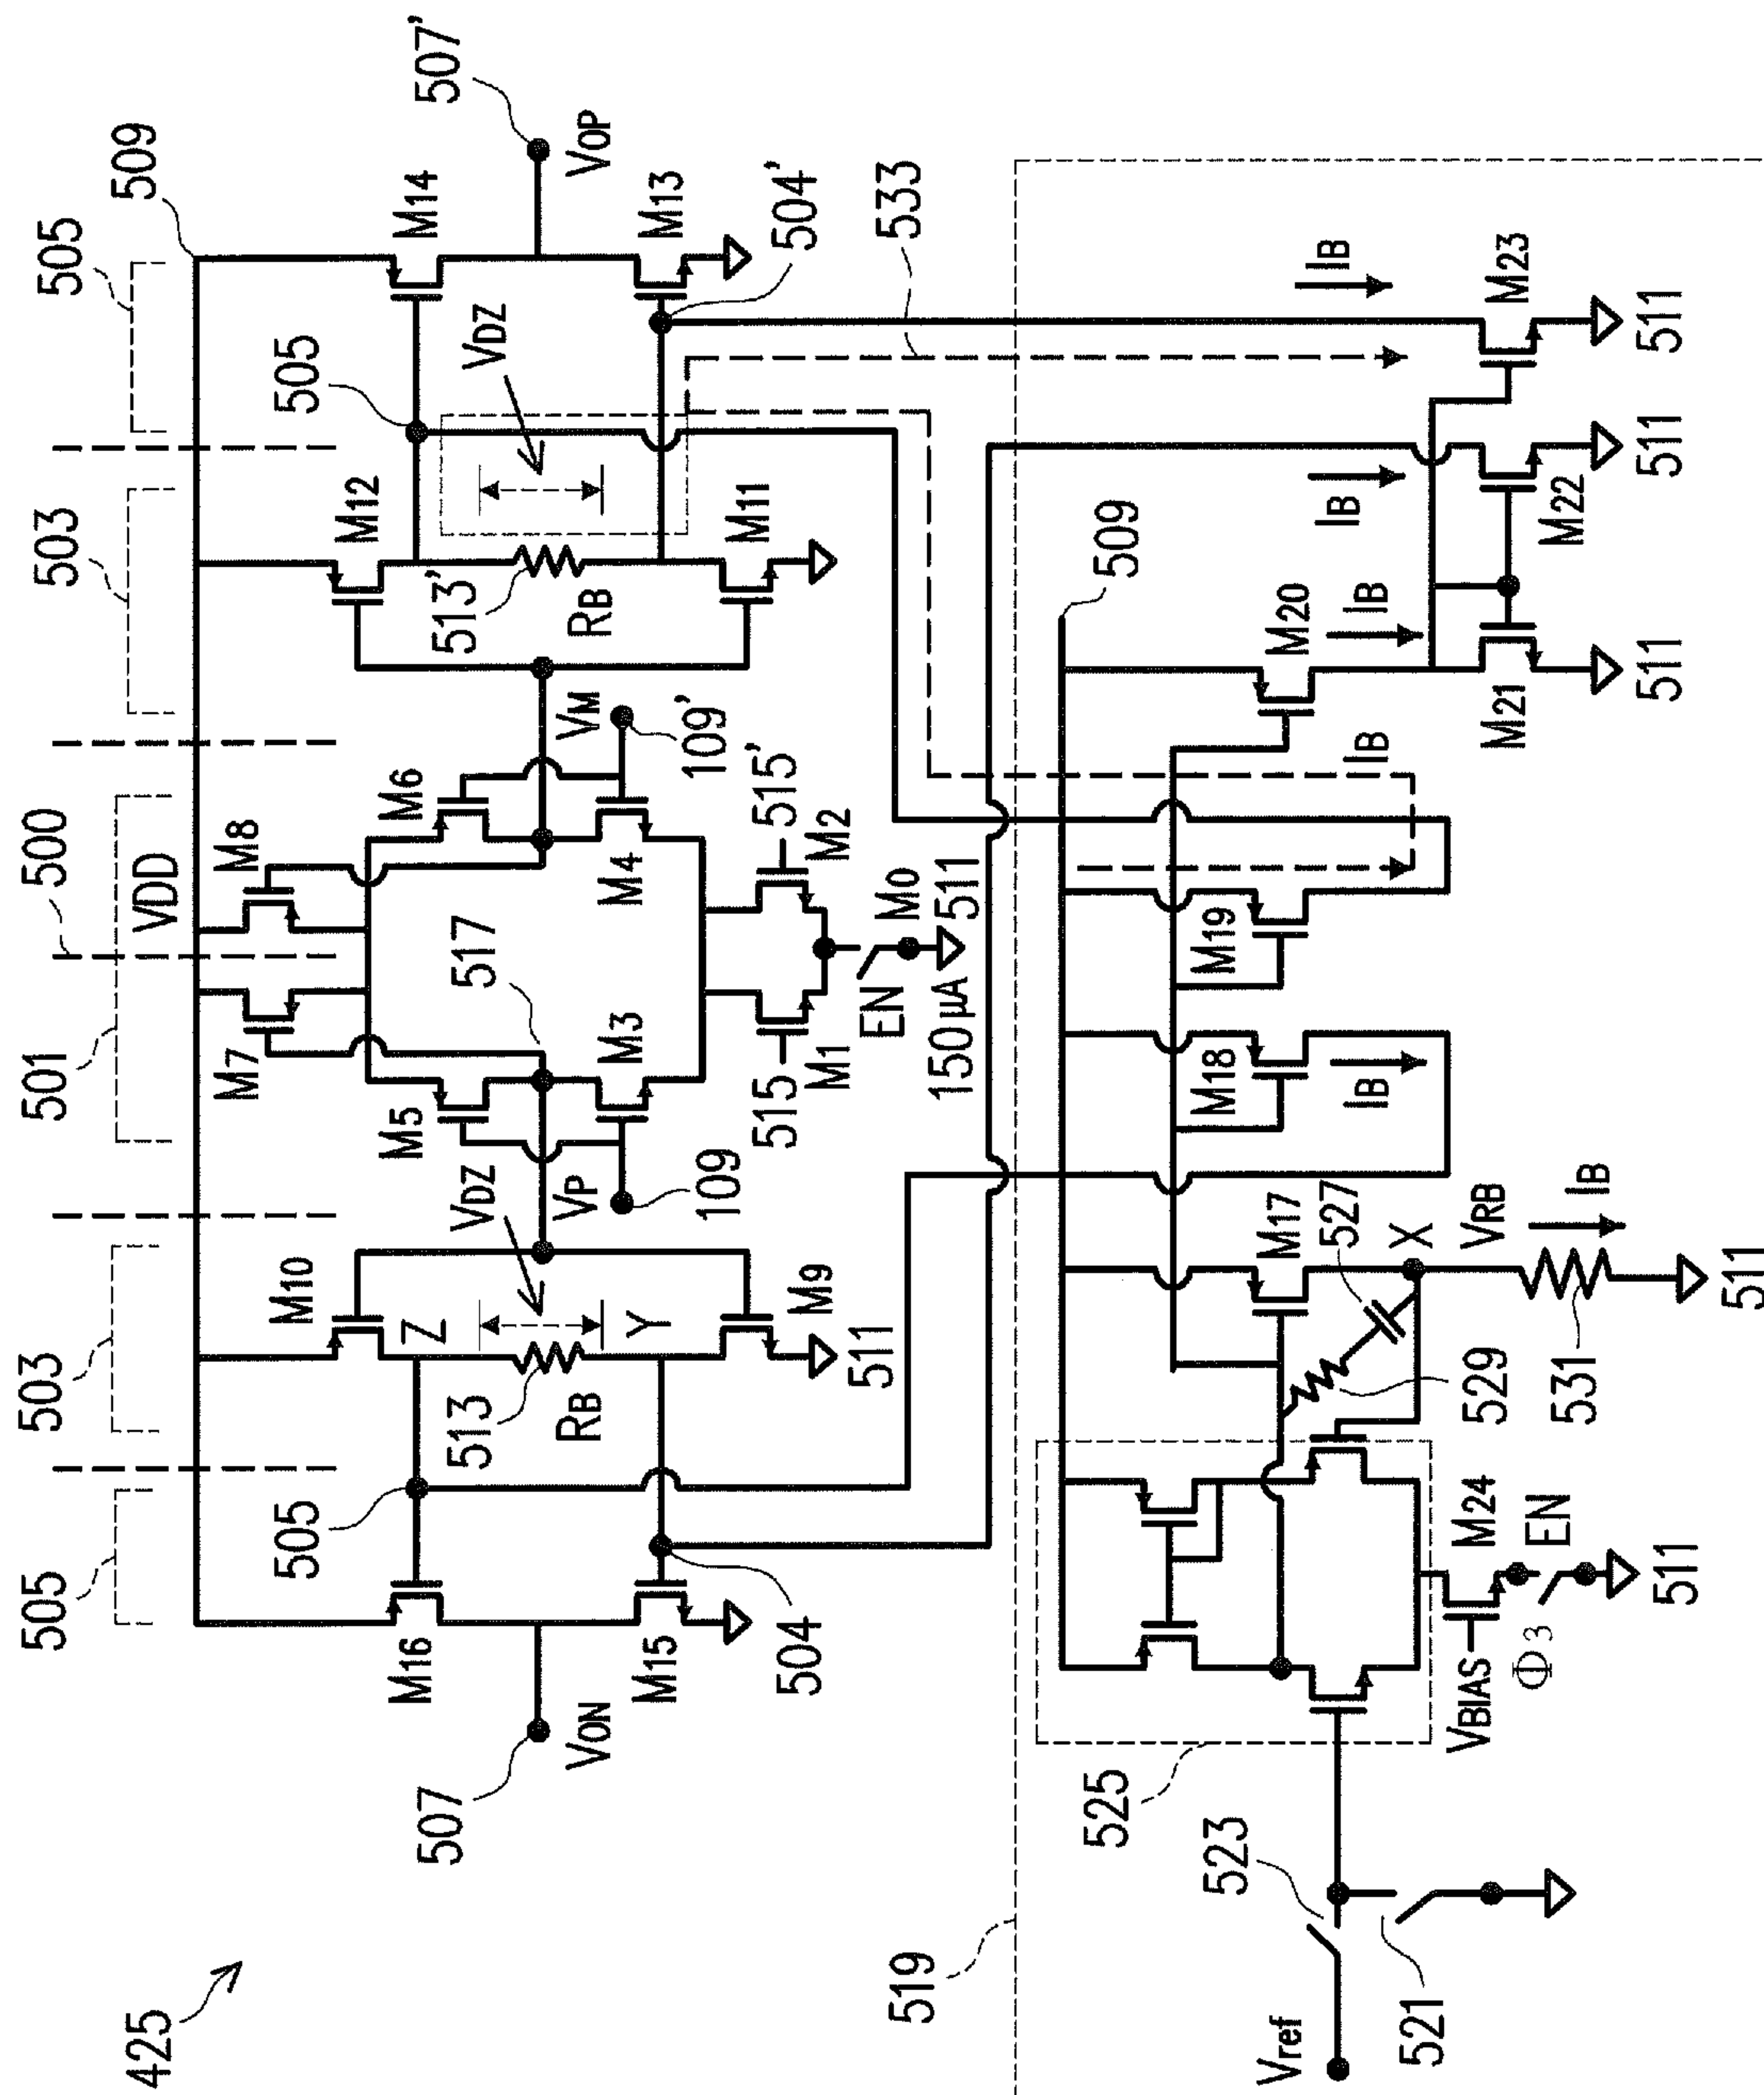 425
505
503
501
500
503
505
509
VDD
M16
M10
M7
M8
M12
M14
505
Z
VDZ
M5
517
M6
505
VDZ
507
VON
513
RB
VP
VM
513'
RB
507'
VOP
Y
M3
M4
M15
M9
109
109'
M11
M13
504
511
515
M1
515'
M2
504'
EN
M0
150 μA
511
533
519
509
525
M18
M19
M20
IB
IB
IB
IB
IB
M17
527
X
VRB
IB
523
529
531
511
Vref
521
VBIAS
M24
Φ3
EN
511
M21
M22
M23
511
511
511